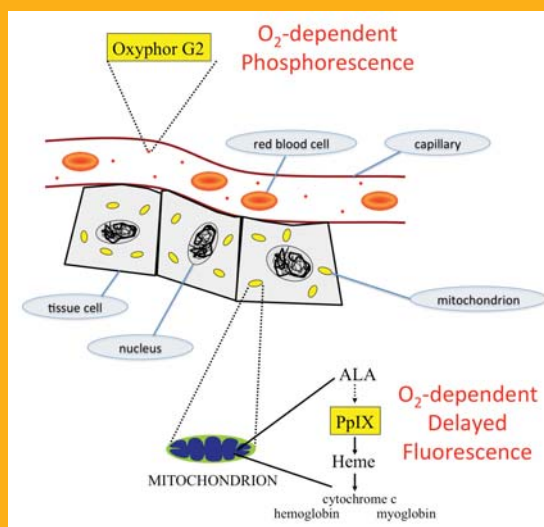 Oxyphor G2
O₂-dependent
Phosphorescence
red blood cell
capillary
tissue cell
mitochondrion
nucleus
ALA
PpIX
Heme
cytochrome c
hemoglobin myoglobin
MITOCHONDRION
O₂-dependent
Delayed
Fluorescence